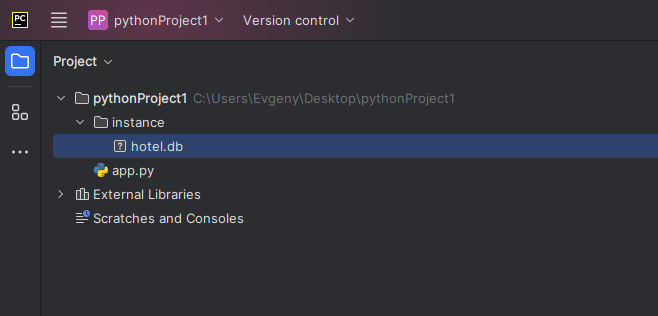 PC PP pythonProject1 Version control
Project
pythonProject1 C:\Users\Evgeny\Desktop\pythonProject1
instance
? hotel.db
app.py
External Libraries
Scratches and Consoles